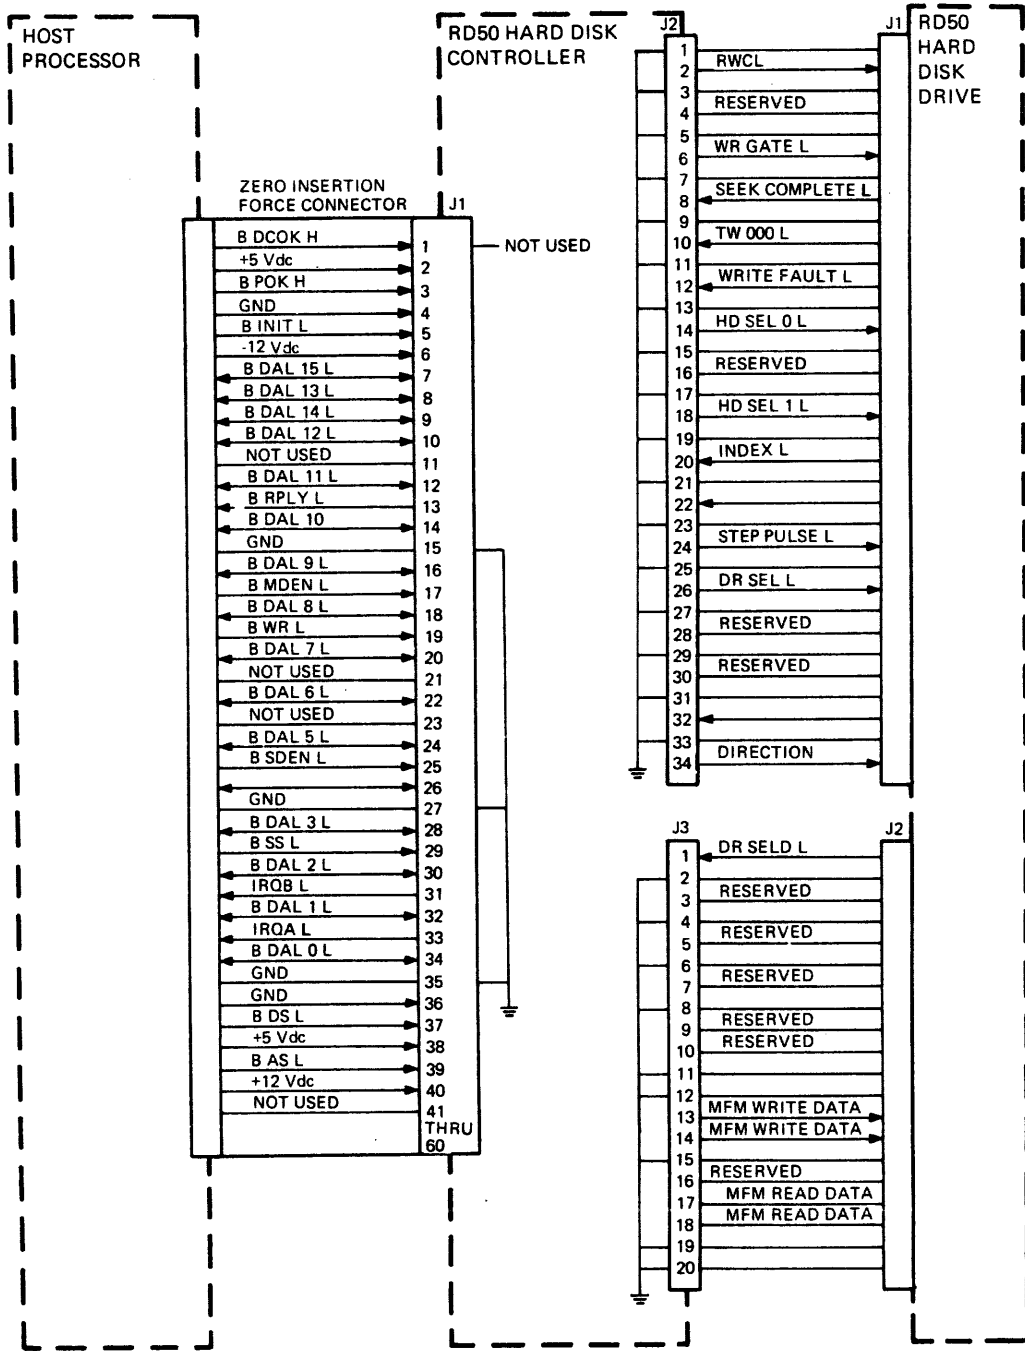 HOST
PROCESSOR
RD50 HARD DISK
CONTROLLER
RD50
HARD
DISK
DRIVE
ZERO INSERTION
FORCE CONNECTOR
J1
B DCOK H 1 NOT USED
+5 Vdc 2
B POK H 3
GND 4
B INIT L 5
-12 Vdc 6
B DAL 15 L 7
B DAL 13 L 8
B DAL 14 L 9
B DAL 12 L 10
NOT USED 11
B DAL 11 L 12
B RPLY L 13
B DAL 10 14
GND 15
B DAL 9 L 16
B MDEN L 17
B DAL 8 L 18
B WR L 19
B DAL 7 L 20
NOT USED 21
B DAL 6 L 22
NOT USED 23
B DAL 5 L 24
B SDEN L 25
26
GND 27
B DAL 3 L 28
B SS L 29
B DAL 2 L 30
IRQB L 31
B DAL 1 L 32
IRQA L 33
B DAL 0 L 34
GND 35
GND 36
B DS L 37
+5 Vdc 38
B AS L 39
+12 Vdc 40
NOT USED 41
THRU
60
J2 J1
1
2 RWCL
3
4 RESERVED
5
6 WR GATE L
7
8 SEEK COMPLETE L
9
10 TW 000 L
11
12 WRITE FAULT L
13
14 HD SEL 0 L
15
16 RESERVED
17
18 HD SEL 1 L
19
20 INDEX L
21
22
23
24 STEP PULSE L
25
26 DR SEL L
27
28 RESERVED
29
30 RESERVED
31
32
33
34 DIRECTION
J3 J2
1 DR SELD L
2
3 RESERVED
4
5 RESERVED
6
7 RESERVED
8
9 RESERVED
10 RESERVED
11
12
13 MFM WRITE DATA
14 MFM WRITE DATA
15
16 RESERVED
17 MFM READ DATA
18 MFM READ DATA
19
20